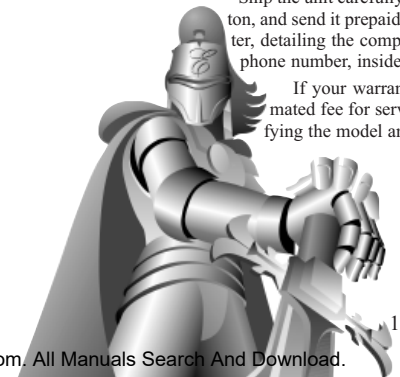 Ship the unit carefully
ton, and send it prepaid
ter, detailing the comp
phone number, inside
If your warran
mated fee for serv
fying the model an
1
om. All Manuals Search And Download.